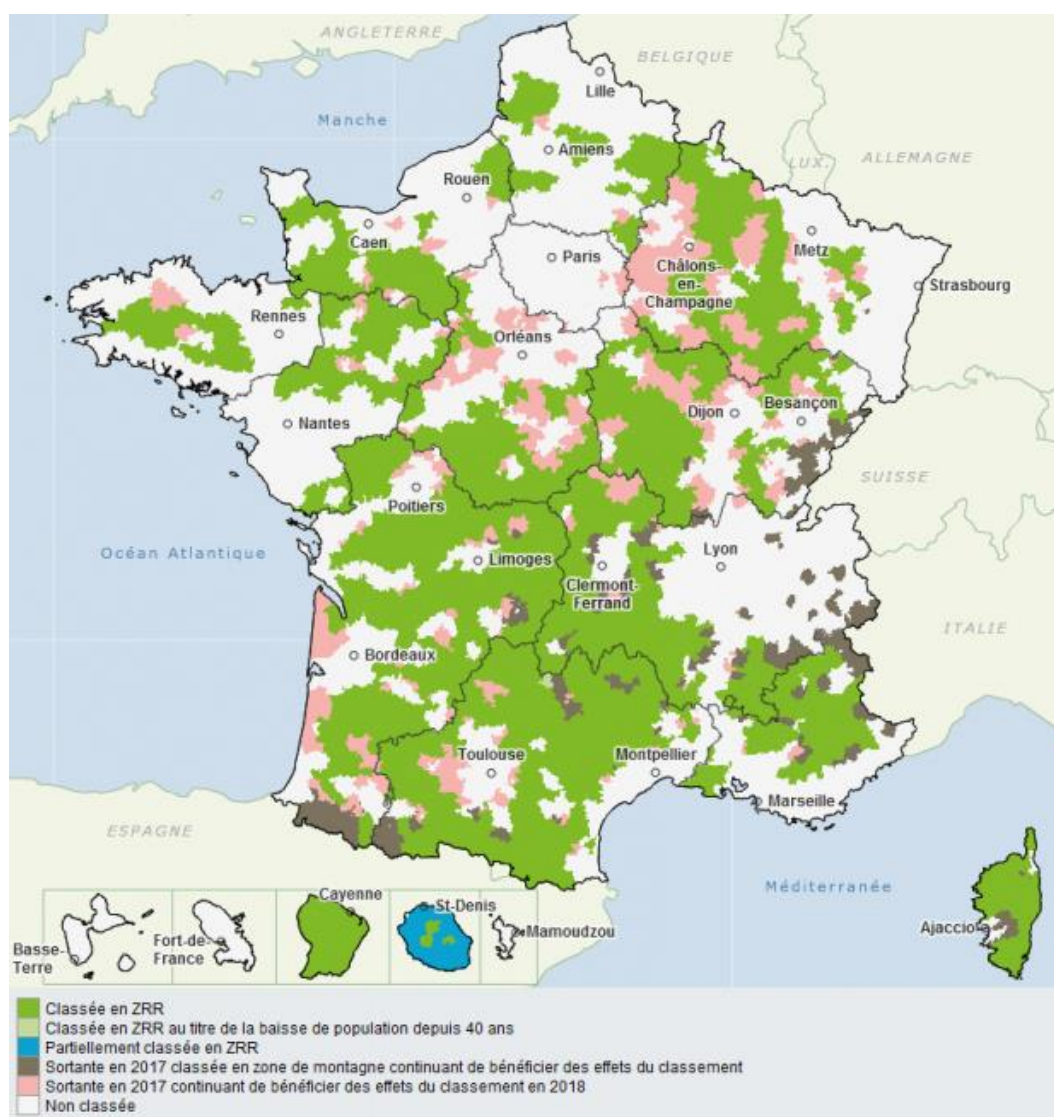 ANGLETERRE
BELGIQUE
Lille
Manche
Amiens
LUX.
ALLEMAGNE
Rouen
Caen
Metz
Paris
Châlons-
en-
Champagne
Strasbourg
Rennes
Orléans
Dijon
Besançon
Nantes
SUISSE
Poitiers
Océan Atlantique
Lyon
Limoges
Clermont-
Ferrand
ITALIE
Bordeaux
Toulouse
Montpellier
Marseille
ESPAGNE
Méditerranée
Cayenne
St-Denis
Mamoudzou
Fort-de-
France
Basse-
Terre
Ajaccio
Classée en ZRR
Classée en ZRR au titre de la baisse de population depuis 40 ans
Partiellement classée en ZRR
Sortante en 2017 classée en zone de montagne continuant de bénéficier des effets du classement
Sortante en 2017 continuant de bénéficier des effets du classement en 2018
Non classée